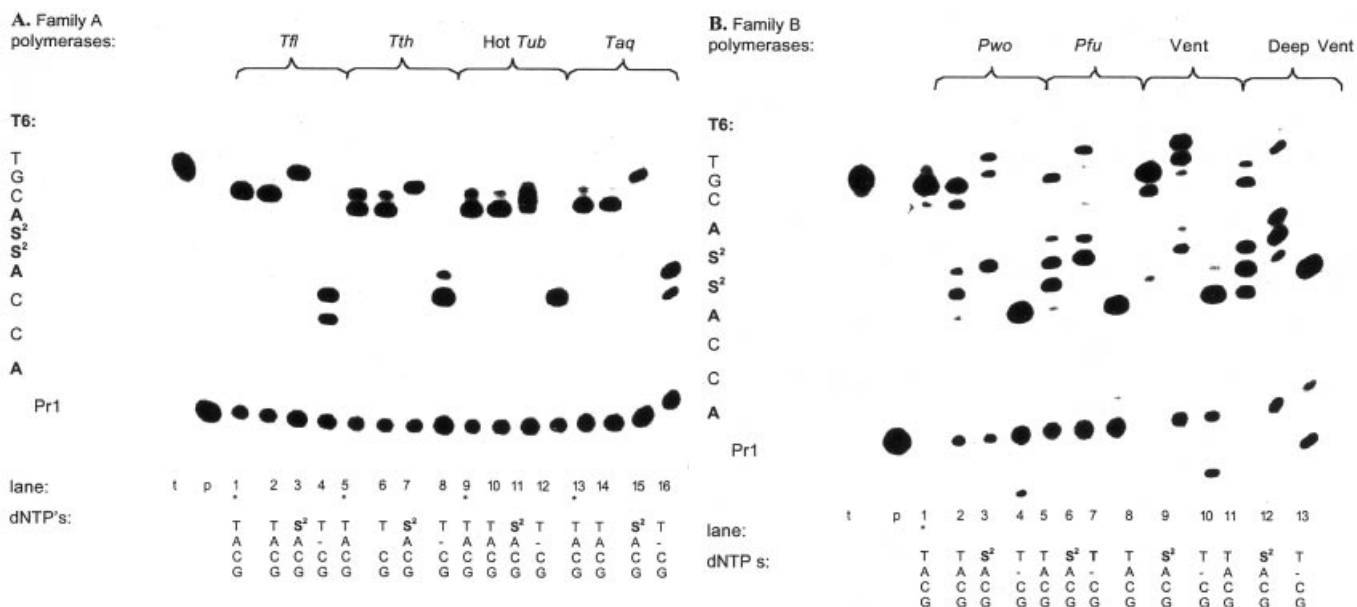 A. Family A
polymerases:
Tfl Tth Hot Tub Taq
T6:
T
G
C
A
S²
S²
A
C
C
A
Pr1
lane: t p 1 2 3 4 5 6 7 8 9 10 11 12 13 14 15 16
* * * *
dNTP's: T T S² T T T S² T T T S² T T T S² T
A A A - A A - A A A - A A A -
C C C C C C C C C C C C C C C C
G G G G G G G G G G G G G G G G
B. Family B
polymerases:
Pwo Pfu Vent Deep Vent
T6:
T
G
C
A
S²
S²
A
C
C
A
Pr1
t p 1 2 3 4 5 6 7 8 9 10 11 12 13
lane: *
dNTP s: T T S² T T S² T T S² T T S² T
A A A - A A - A A - A A -
C C C C C C C C C C C C C
G G G G G G G G G G G G G